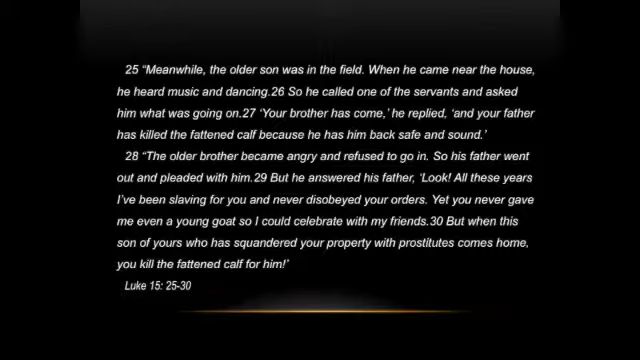 25 “Meanwhile, the older son was in the field. When he came near the house,
he heard music and dancing.26 So he called one of the servants and asked
him what was going on.27 ‘Your brother has come,’ he replied, ‘and your father
has killed the fattened calf because he has him back safe and sound.’
28 “The older brother became angry and refused to go in. So his father went
out and pleaded with him.29 But he answered his father, ‘Look! All these years
I’ve been slaving for you and never disobeyed your orders. Yet you never gave
me even a young goat so I could celebrate with my friends.30 But when this
son of yours who has squandered your property with prostitutes comes home,
you kill the fattened calf for him!’
Luke 15: 25-30